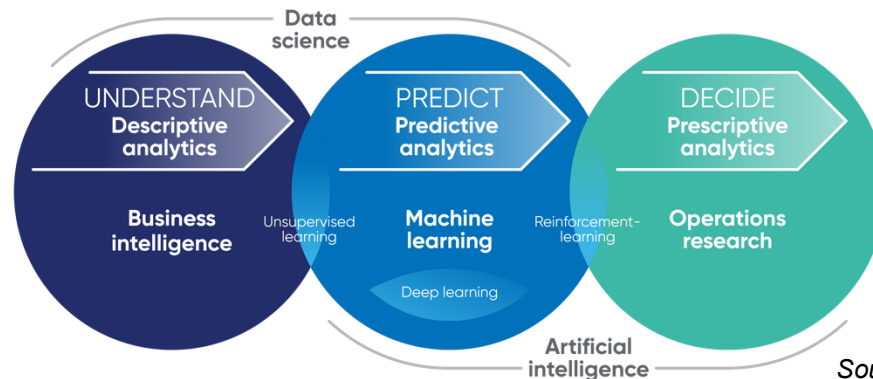 Data
science
UNDERSTAND
Descriptive
analytics
PREDICT
Predictive
analytics
DECIDE
Prescriptive
analytics
Business
intelligence
Unsupervised
learning
Machine
learning
Reinforcement-
learning
Operations
research
Deep learning
Artificial
intelligence